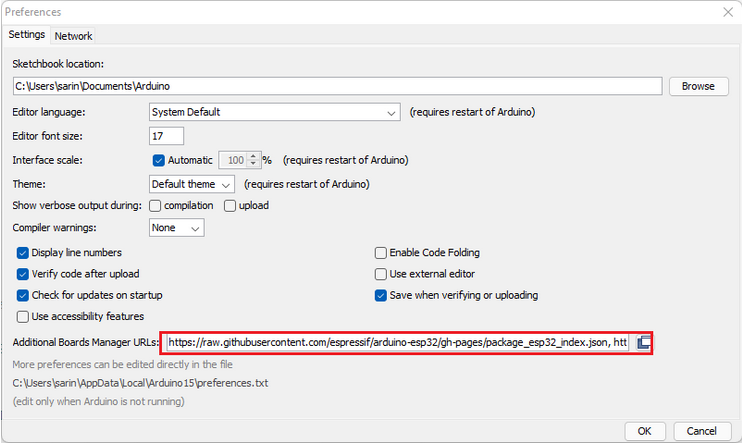 Preferences
Settings Network
Sketchbook location:
C:\Users\sarin\Documents\Arduino Browse
Editor language: System Default (requires restart of Arduino)
Editor font size: 17
Interface scale: Automatic 100 % (requires restart of Arduino)
Theme: Default theme (requires restart of Arduino)
Show verbose output during: compilation upload
Compiler warnings: None
Display line numbers Enable Code Folding
Verify code after upload Use external editor
Check for updates on startup Save when verifying or uploading
Use accessibility features
Additional Boards Manager URLs: https://raw.githubusercontent.com/espressif/arduino-esp32/gh-pages/package_esp32_index.json, htt
More preferences can be edited directly in the file
C:\Users\sarin\AppData\Local\Arduino15\preferences.txt
(edit only when Arduino is not running)
OK Cancel